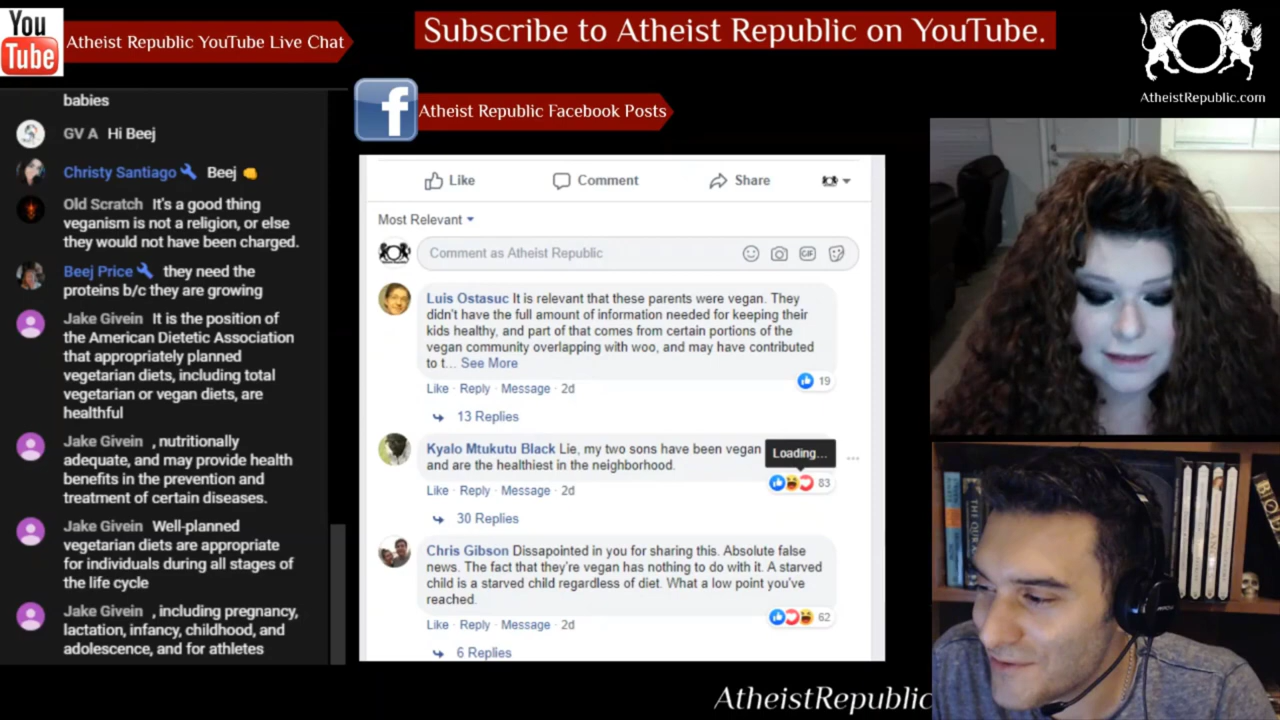 You
Tube
Atheist Republic YouTube Live Chat
Subscribe to Atheist Republic on YouTube.
AtheistRepublic.com
f
Atheist Republic Facebook Posts
babies
GV A Hi Beej
Christy Santiago Beej 👊
Old Scratch It's a good thing
veganism is not a religion, or else
they would not have been charged.
Beej Price they need the
proteins b/c they are growing
Jake Givein It is the position of
the American Dietetic Association
that appropriately planned
vegetarian diets, including total
vegetarian or vegan diets, are
healthful
Jake Givein , nutritionally
adequate, and may provide health
benefits in the prevention and
treatment of certain diseases.
Jake Givein Well-planned
vegetarian diets are appropriate
for individuals during all stages of
the life cycle
Jake Givein , including pregnancy,
lactation, infancy, childhood, and
adolescence, and for athletes
Like Comment Share
Most Relevant
Comment as Atheist Republic GIF
Luis Ostasuc It is relevant that these parents were vegan. They
didn't have the full amount of information needed for keeping their
kids healthy, and part of that comes from certain portions of the
vegan community overlapping with woo, and may have contributed
to t... See More
19
Like · Reply · Message · 2d
13 Replies
Kyalo Mtukutu Black Lie, my two sons have been vegan
and are the healthiest in the neighborhood.
Loading...
83
Like · Reply · Message · 2d
30 Replies
Chris Gibson Dissapointed in you for sharing this. Absolute false
news. The fact that they're vegan has nothing to do with it. A starved
child is a starved child regardless of diet. What a low point you've
reached.
62
Like · Reply · Message · 2d
6 Replies
AtheistRepublic